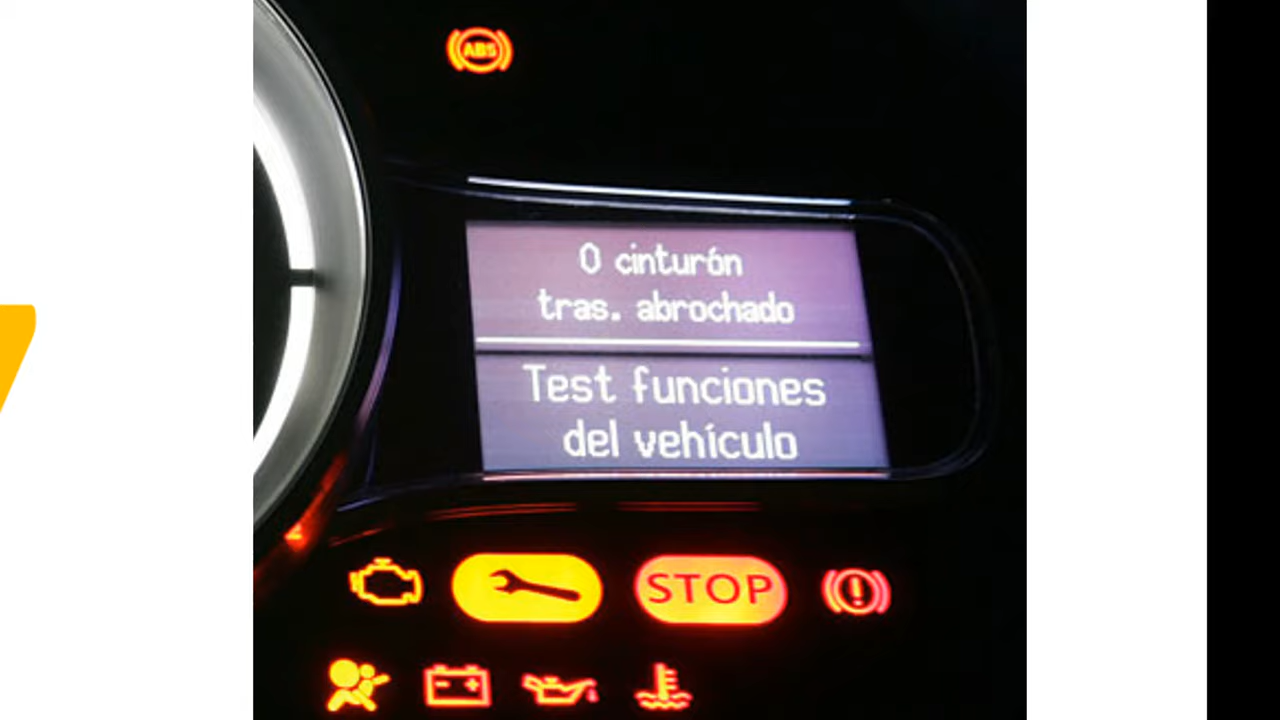 ABS
0 cinturón
tras. abrochado
Test funciones
del vehículo
STOP